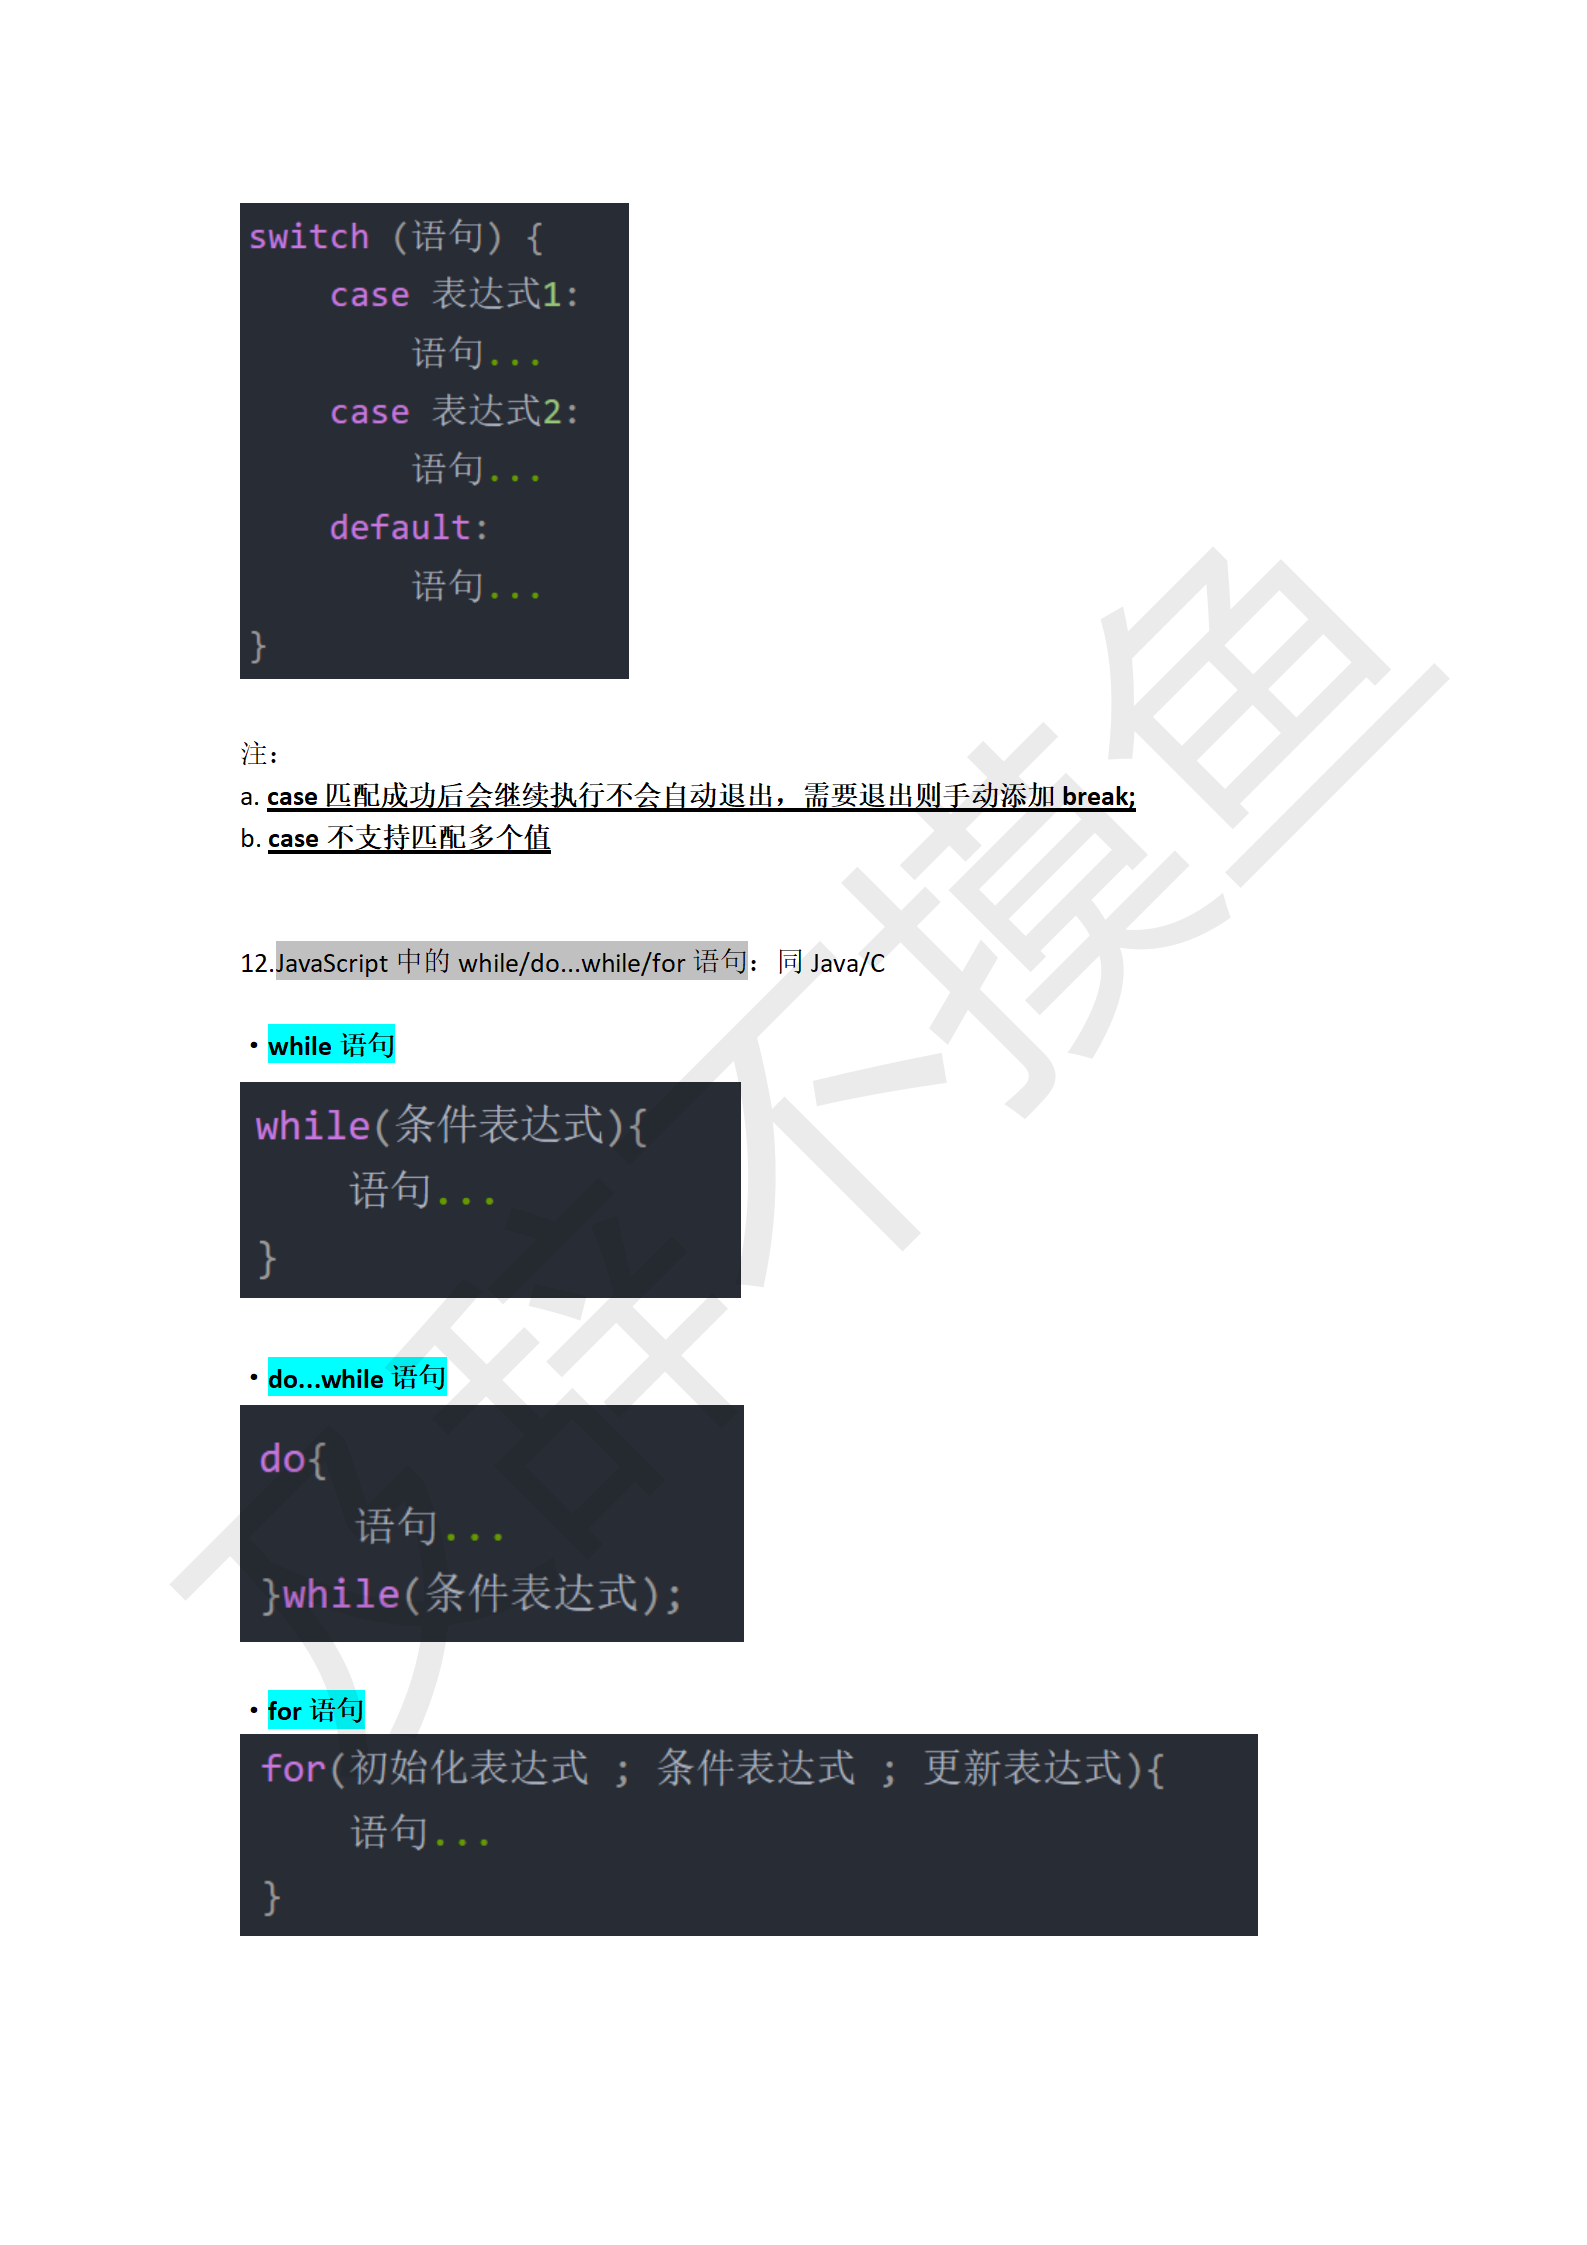 switch (语句) {
    case 表达式1:
        语句...
    case 表达式2:
        语句...
    default:
        语句...
}
注：
a. case 匹配成功后会继续执行不会自动退出，需要退出则手动添加 break;
b. case 不支持匹配多个值
12.JavaScript 中的 while/do...while/for 语句：同 Java/C
·while 语句
while(条件表达式){
    语句...
}
·do...while 语句
do{
    语句...
}while(条件表达式);
·for 语句
for(初始化表达式 ; 条件表达式 ; 更新表达式){
    语句...
}
辞不摸鱼